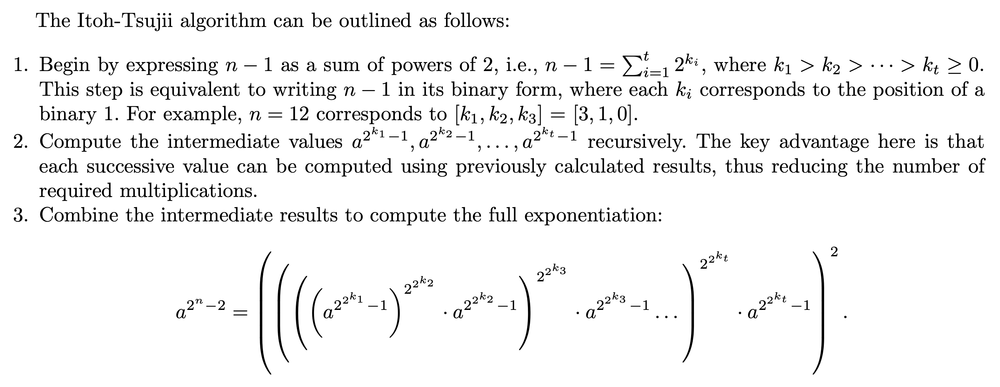 The Itoh-Tsujii algorithm can be outlined as follows:
1. Begin by expressing $n - 1$ as a sum of powers of 2, i.e., $n - 1 = \sum_{i=1}^{t} 2^{k_i}$, where $k_1 > k_2 > \cdots > k_t \geq 0$.
This step is equivalent to writing $n - 1$ in its binary form, where each $k_i$ corresponds to the position of a
binary 1. For example, $n = 12$ corresponds to $[k_1, k_2, k_3] = [3, 1, 0]$.
2. Compute the intermediate values $a^{2^{k_1}-1}, a^{2^{k_2}-1}, \ldots, a^{2^{k_t}-1}$ recursively. The key advantage here is that
each successive value can be computed using previously calculated results, thus reducing the number of
required multiplications.
3. Combine the intermediate results to compute the full exponentiation:
$a^{2^n-2} = \left( \left( \left( \left( a^{2^{2^{k_1}}-1} \right)^{2^{2^{k_2}}} \cdot a^{2^{2^{k_2}}-1} \right)^{2^{2^{k_3}}} \cdot a^{2^{2^{k_3}}-1} \ldots \right)^{2^{2^{k_t}}} \cdot a^{2^{2^{k_t}}-1} \right)^2.$